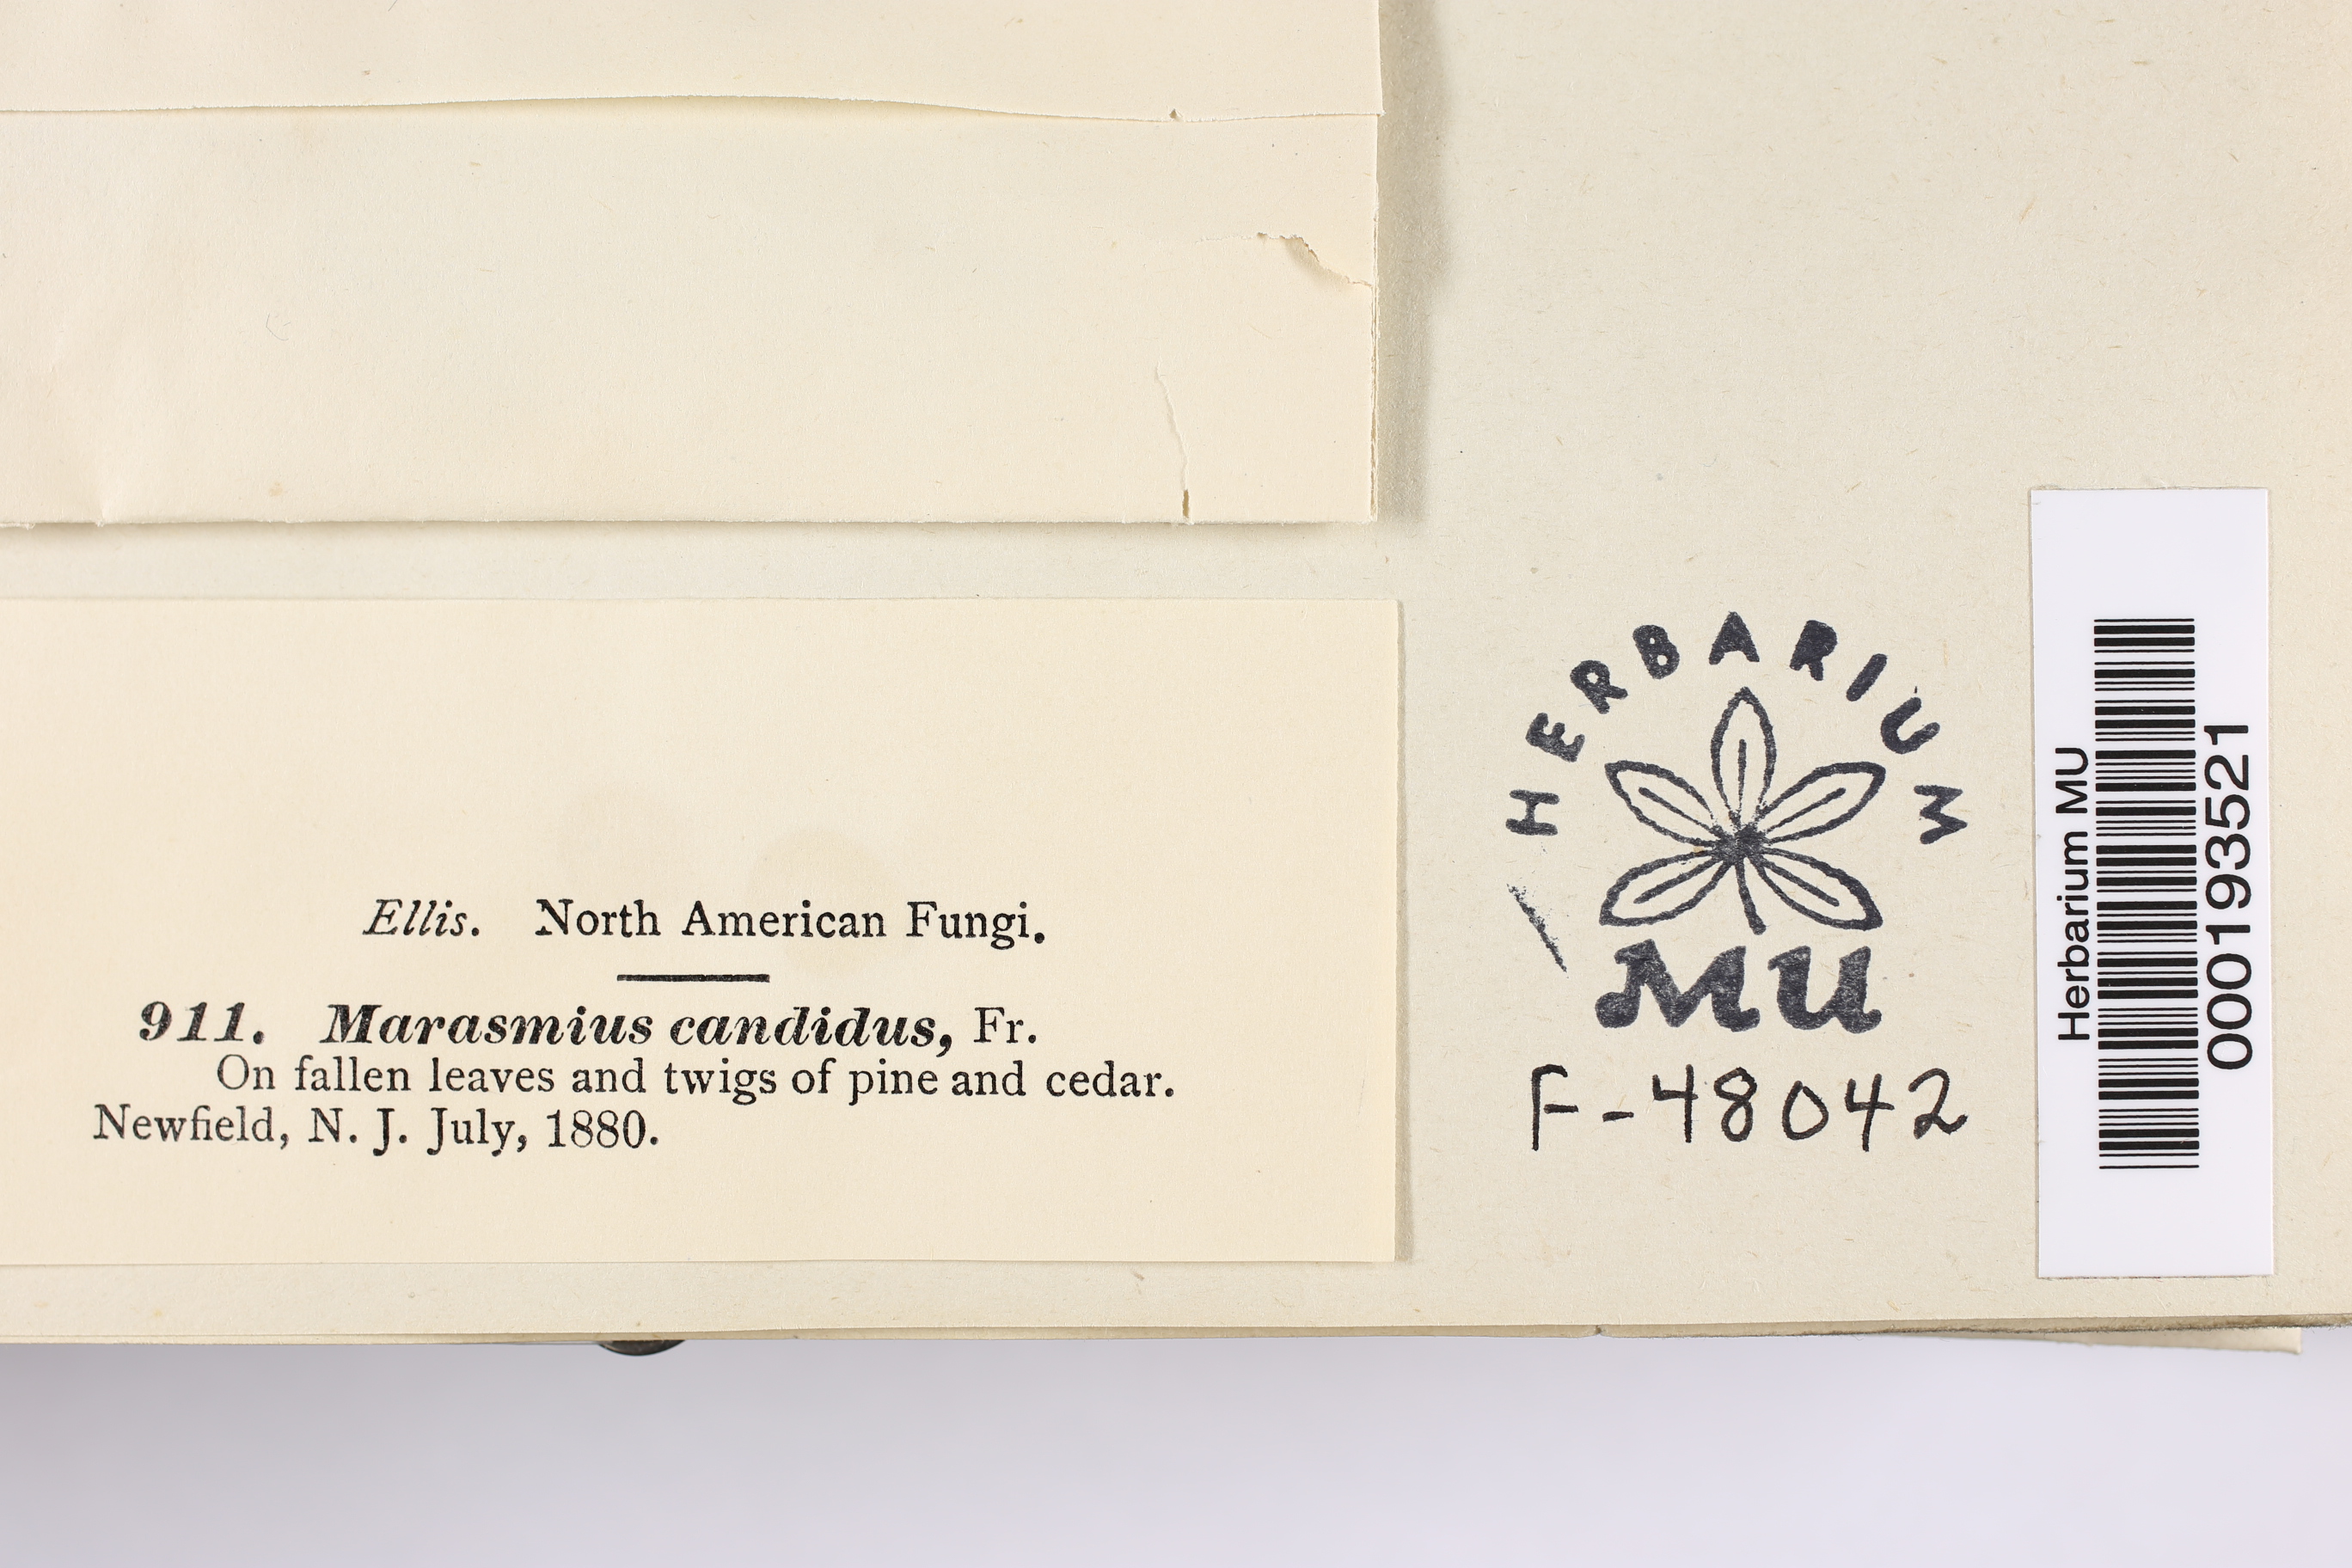 Ellis. North American Fungi.
911. Marasmius candidus, Fr.
On fallen leaves and twigs of pine and cedar.
Newfield, N. J. July, 1880.
HERBARIUM
MU
F-48042
Herbarium MU
000193521